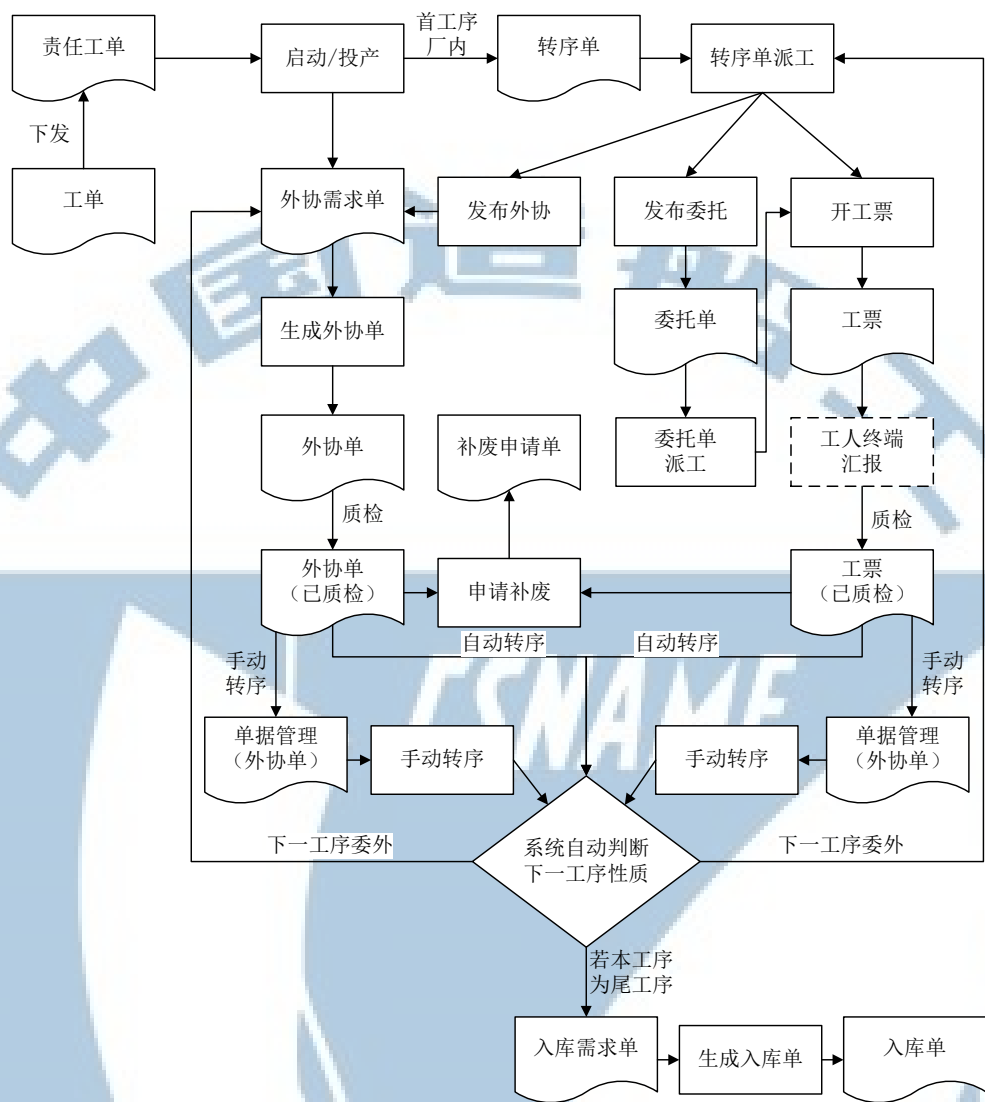 责任工单
启动/投产
首工序
厂内
转序单
转序单派工
下发
工单
外协需求单
发布外协
发布委托
开工票
生成外协单
委托单
工票
外协单
补废申请单
委托单
派工
工人终端
汇报
质检
质检
外协单
（已质检）
申请补废
工票
（已质检）
自动转序
自动转序
手动
转序
手动
转序
单据管理
（外协单）
手动转序
手动转序
单据管理
（外协单）
系统自动判断
下一工序性质
下一工序委外
下一工序委外
若本工序
为尾工序
入库需求单
生成入库单
入库单
中国造船
CSNAME